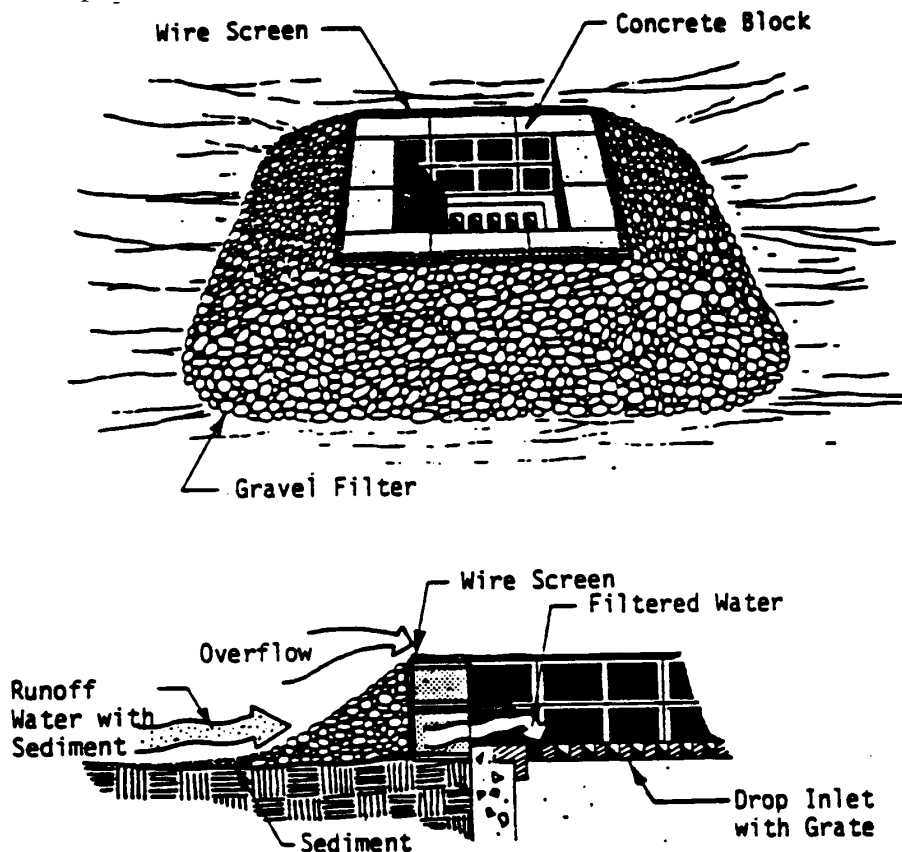 Wire Screen
Concrete Block
Gravel Filter
Wire Screen
Filtered Water
Overflow
Runoff
Water with
Sediment
Drop Inlet
with Grate
Sediment